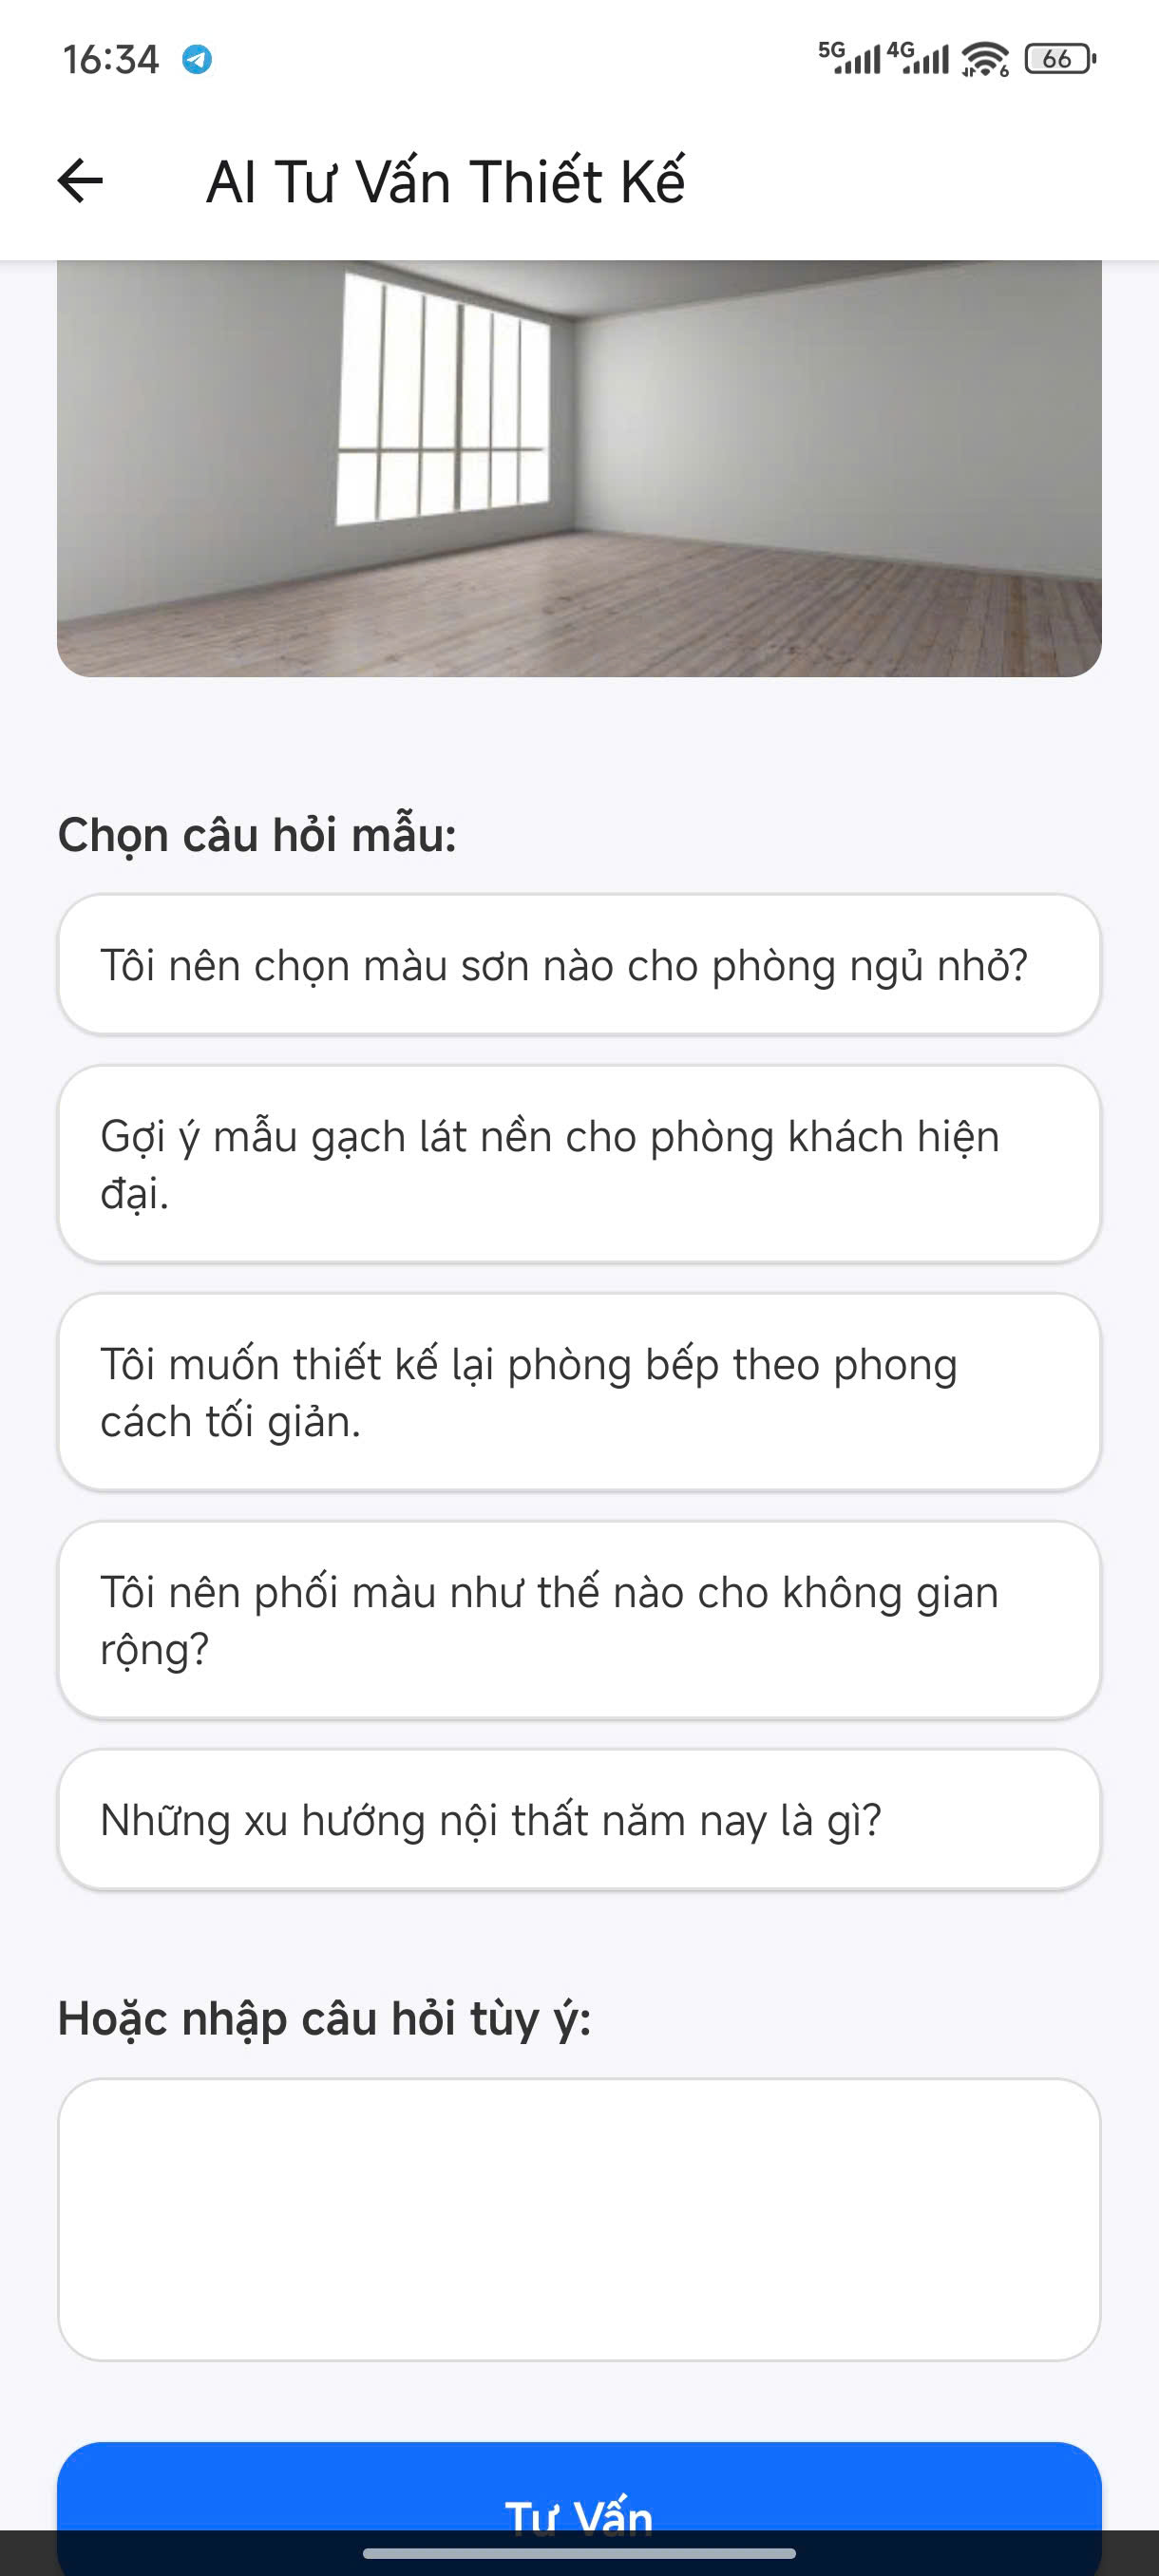 16:34
5G 4G 6 66
AI Tư Vấn Thiết Kế
Chọn câu hỏi mẫu:
Tôi nên chọn màu sơn nào cho phòng ngủ nhỏ?
Gợi ý mẫu gạch lát nền cho phòng khách hiện
đại.
Tôi muốn thiết kế lại phòng bếp theo phong
cách tối giản.
Tôi nên phối màu như thế nào cho không gian
rộng?
Những xu hướng nội thất năm nay là gì?
Hoặc nhập câu hỏi tùy ý:
Tư Vấn